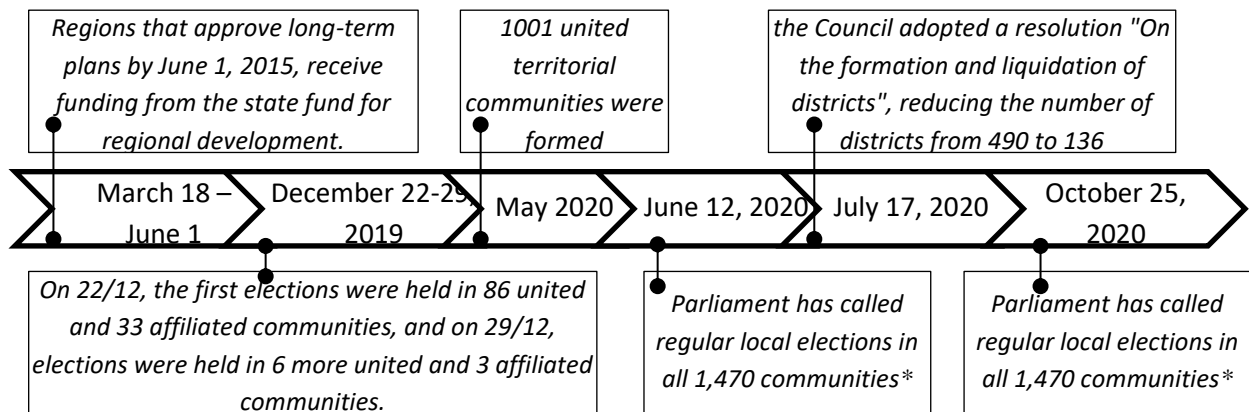 Regions that approve long-term
plans by June 1, 2015, receive
funding from the state fund for
regional development.
1001 united
territorial
communities were
formed
the Council adopted a resolution "On
the formation and liquidation of
districts", reducing the number of
districts from 490 to 136
March 18 –
June 1
December 22-29,
2019
May 2020
June 12, 2020
July 17, 2020
October 25,
2020
On 22/12, the first elections were held in 86 united
and 33 affiliated communities, and on 29/12,
elections were held in 6 more united and 3 affiliated
communities.
Parliament has called
regular local elections in
all 1,470 communities*
Parliament has called
regular local elections in
all 1,470 communities*